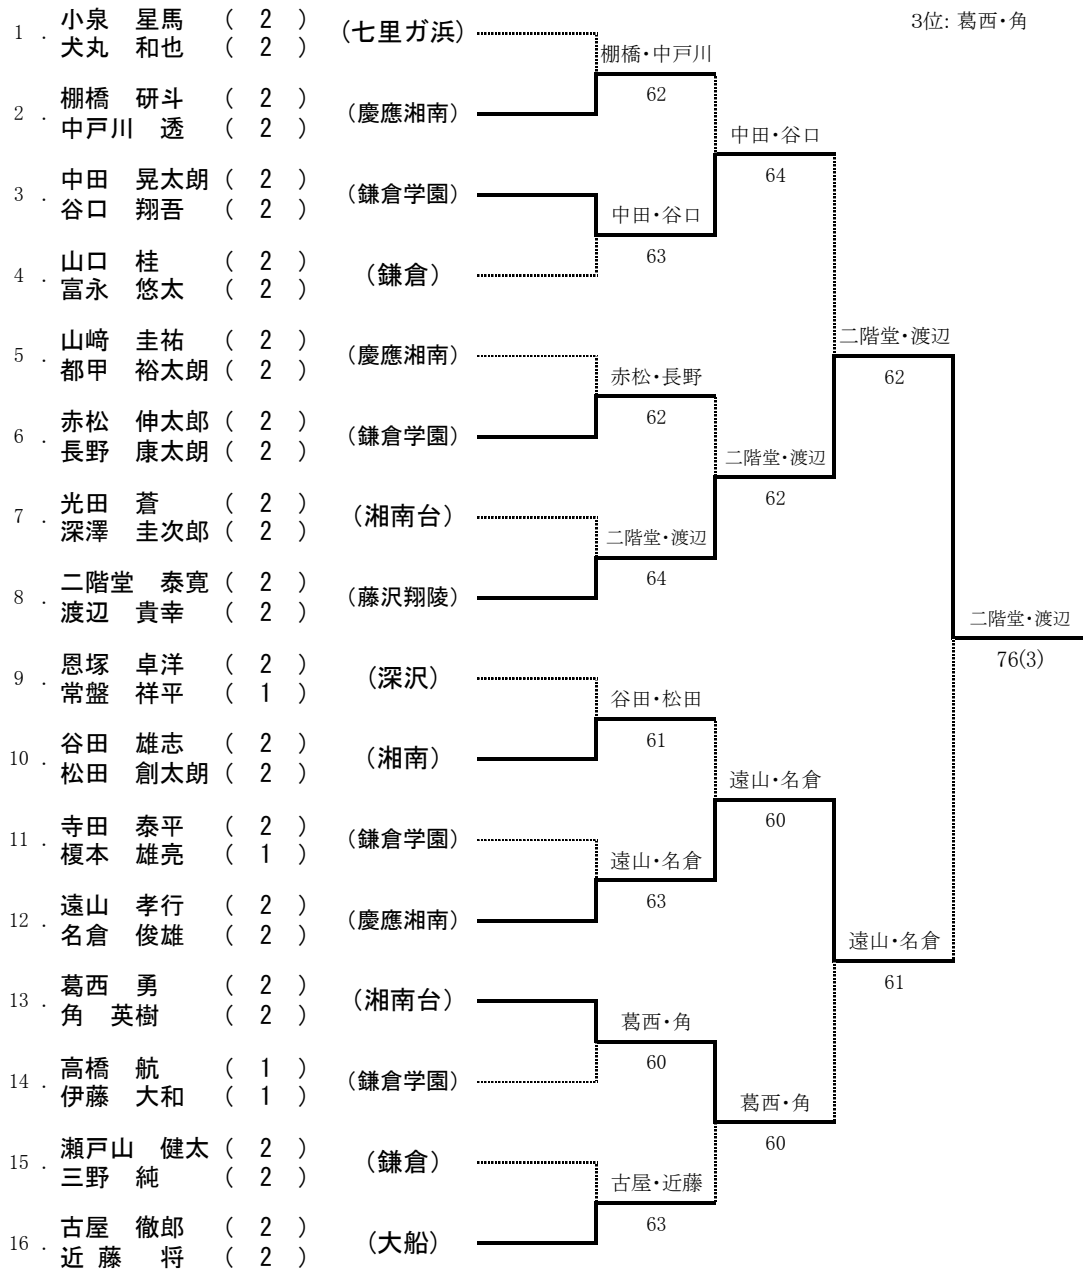 3位: 葛西・角
1 . 小泉 星馬 ( 2 ) (七里ガ浜)
犬丸 和也 ( 2 )
棚橋・中戸川
62
2 . 棚橋 研斗 ( 2 ) (慶應湘南)
中戸川 透 ( 2 )
中田・谷口
64
3 . 中田 晃太朗 ( 2 ) (鎌倉学園)
谷口 翔吾 ( 2 )
中田・谷口
63
4 . 山口 桂 ( 2 ) (鎌倉)
富永 悠太 ( 2 )
二階堂・渡辺
62
5 . 山﨑 圭祐 ( 2 ) (慶應湘南)
都甲 裕太朗 ( 2 )
赤松・長野
62
6 . 赤松 伸太郎 ( 2 ) (鎌倉学園)
長野 康太朗 ( 2 )
二階堂・渡辺
62
7 . 光田 蒼 ( 2 ) (湘南台)
深澤 圭次郎 ( 2 )
二階堂・渡辺
64
8 . 二階堂 泰寛 ( 2 ) (藤沢翔陵)
渡辺 貴幸 ( 2 )
二階堂・渡辺
76(3)
9 . 恩塚 卓洋 ( 2 ) (深沢)
常盤 祥平 ( 1 )
谷田・松田
61
10 . 谷田 雄志 ( 2 ) (湘南)
松田 創太朗 ( 2 )
遠山・名倉
60
11 . 寺田 泰平 ( 2 ) (鎌倉学園)
榎本 雄亮 ( 1 )
遠山・名倉
63
12 . 遠山 孝行 ( 2 ) (慶應湘南)
名倉 俊雄 ( 2 )
遠山・名倉
61
13 . 葛西 勇 ( 2 ) (湘南台)
角 英樹 ( 2 )
葛西・角
60
14 . 高橋 航 ( 1 ) (鎌倉学園)
伊藤 大和 ( 1 )
葛西・角
60
15 . 瀬戸山 健太 ( 2 ) (鎌倉)
三野 純 ( 2 )
古屋・近藤
63
16 . 古屋 徹郎 ( 2 ) (大船)
近 藤 将 ( 2 )